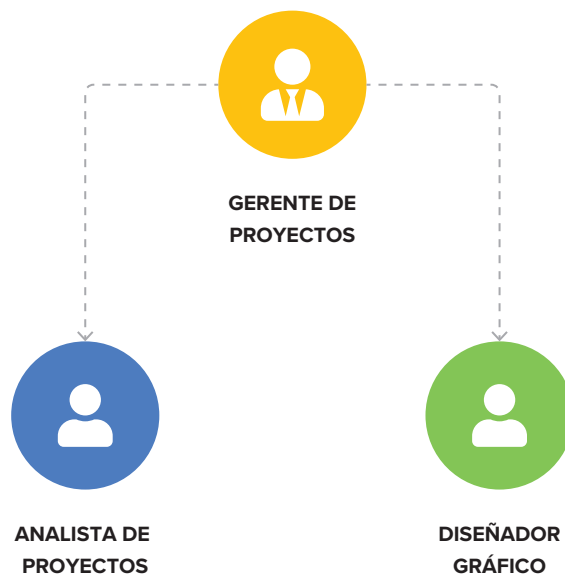 GERENTE DE
PROYECTOS
ANALISTA DE
PROYECTOS
DISEÑADOR
GRÁFICO